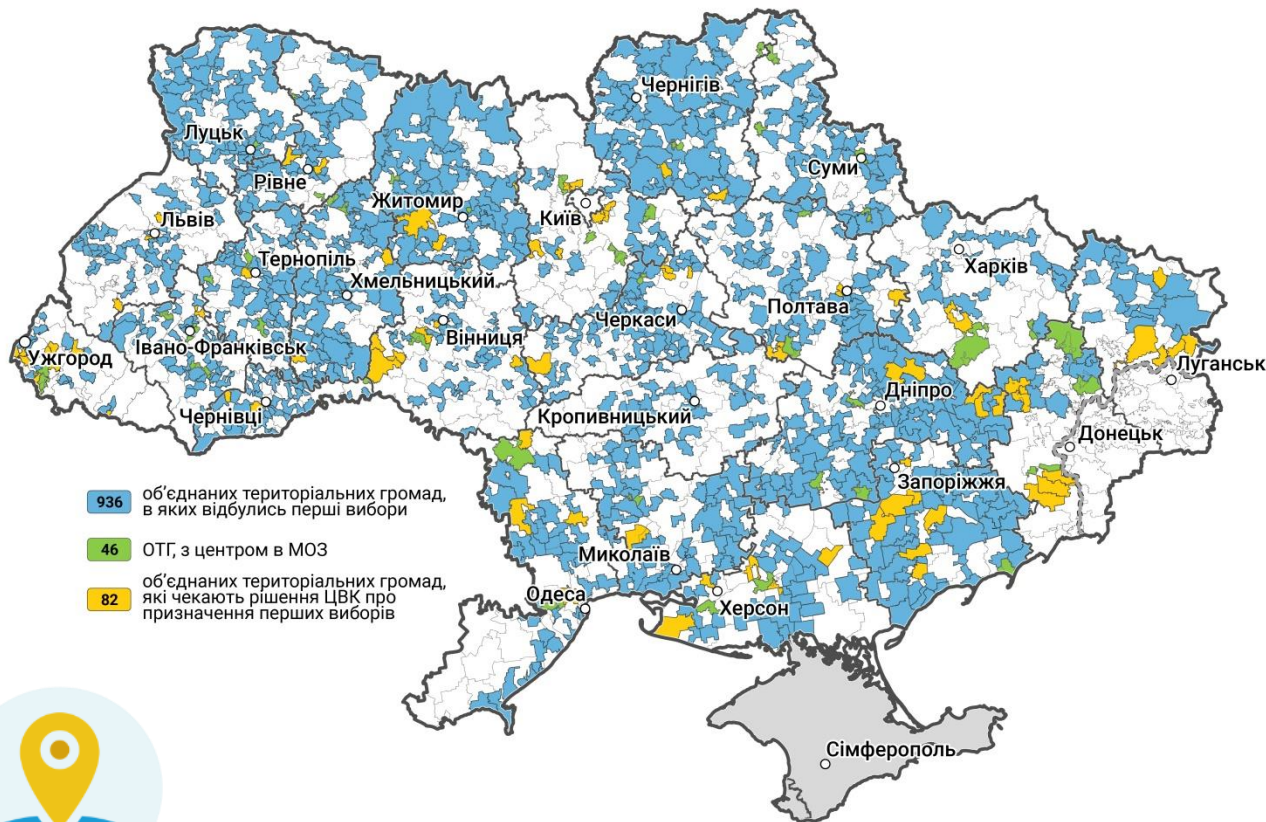 Чернігів
Луцьк
Суми
Рівне
Житомир
Київ
Львів
Харків
Тернопіль
Хмельницький
Полтава
Черкаси
Вінниця
Івано-Франківськ
Ужгород
Луганськ
Дніпро
Чернівці
Кропивницький
Донецьк
Запоріжжя
936 об’єднаних територіальних громад,
в яких відбулись перші вибори
46 ОТГ, з центром в МОЗ
82 об’єднаних територіальних громад,
які чекають рішення ЦВК про
призначення перших виборів
Миколаїв
Одеса
Херсон
Сімферополь